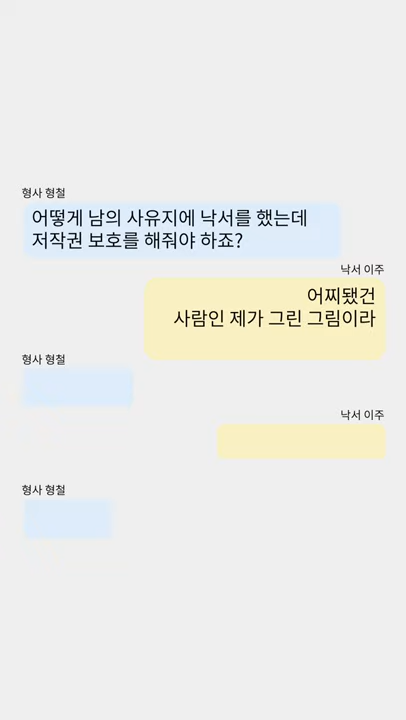 형사 형철
어떻게 남의 사유지에 낙서를 했는데
저작권 보호를 해줘야 하죠?
낙서 이주
어찌됐건
사람인 제가 그린 그림이라
형사 형철
낙서 이주
형사 형철